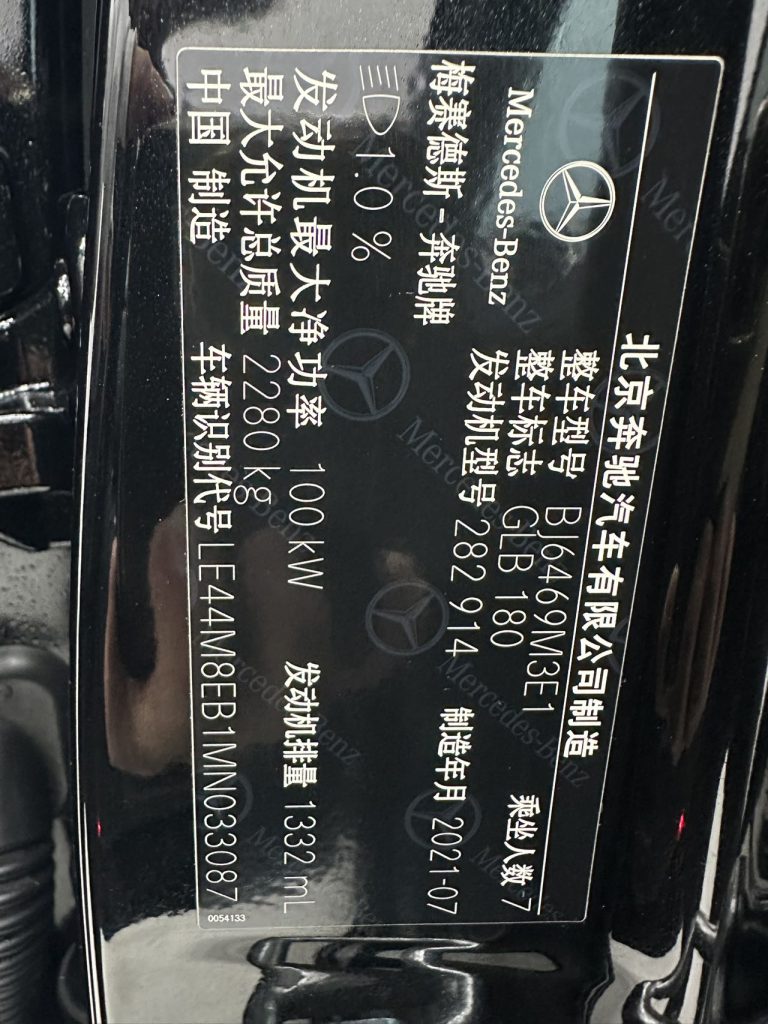 北京奔驰汽车有限公司制造
Mercedes-Benz
梅赛德斯-奔驰牌
整车型号 BJ6469M3E1 乘坐人数 7
整车标志 GLB 180
发动机型号 282 914 制造年月 2021-07
1.0 %
发动机最大净功率 100 kW 发动机排量 1332 mL
最大允许总质量 2280 kg
中国 制造 车辆识别代号 LE44M8EB1MN033087
0054133